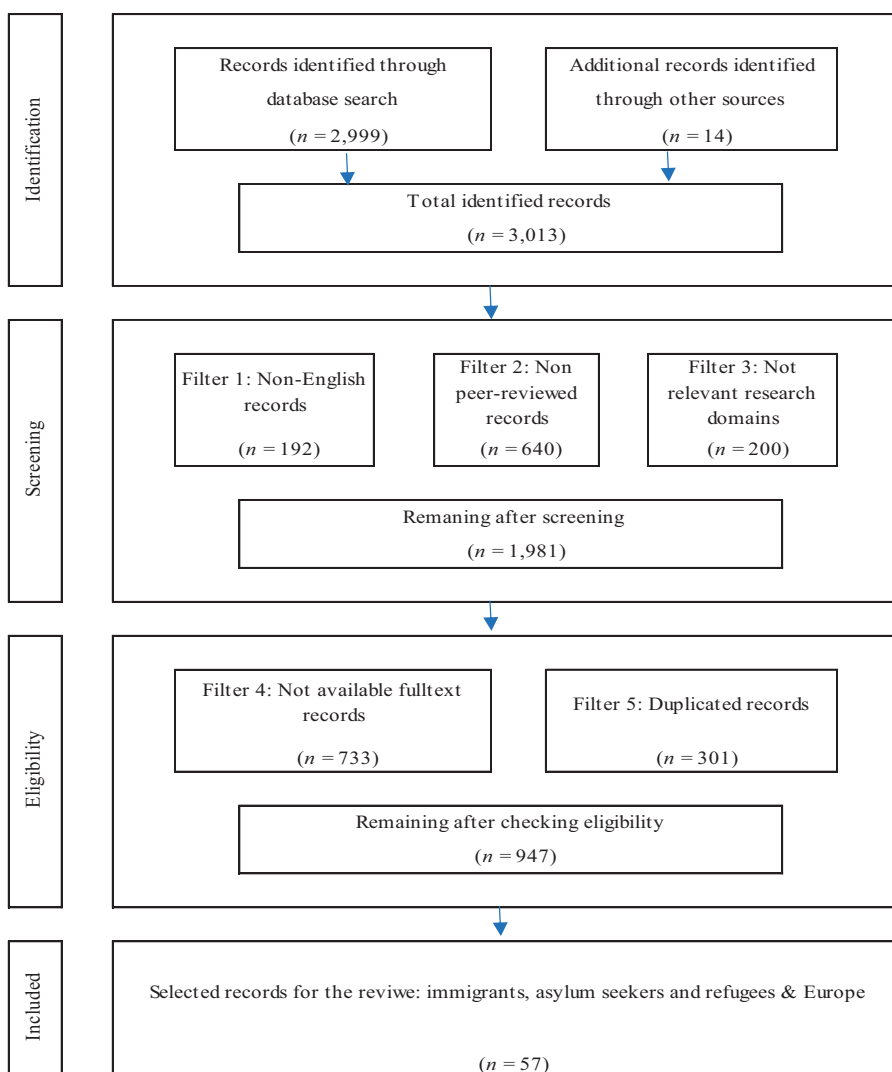 Identification
Records identified through
database search
(n = 2,999)
Additional records identified
through other sources
(n = 14)
Total identified records
(n = 3,013)
Screening
Filter 1: Non-English
records
(n = 192)
Filter 2: Non
peer-reviewed
records
(n = 640)
Filter 3: Not
relevant research
domains
(n = 200)
Remaning after screening
(n = 1,981)
Eligibility
Filter 4: Not available fulltext
records
(n = 733)
Filter 5: Duplicated records
(n = 301)
Remaining after checking eligibility
(n = 947)
Included
Selected records for the reviwe: immigrants, asylum seekers and refugees & Europe
(n = 57)